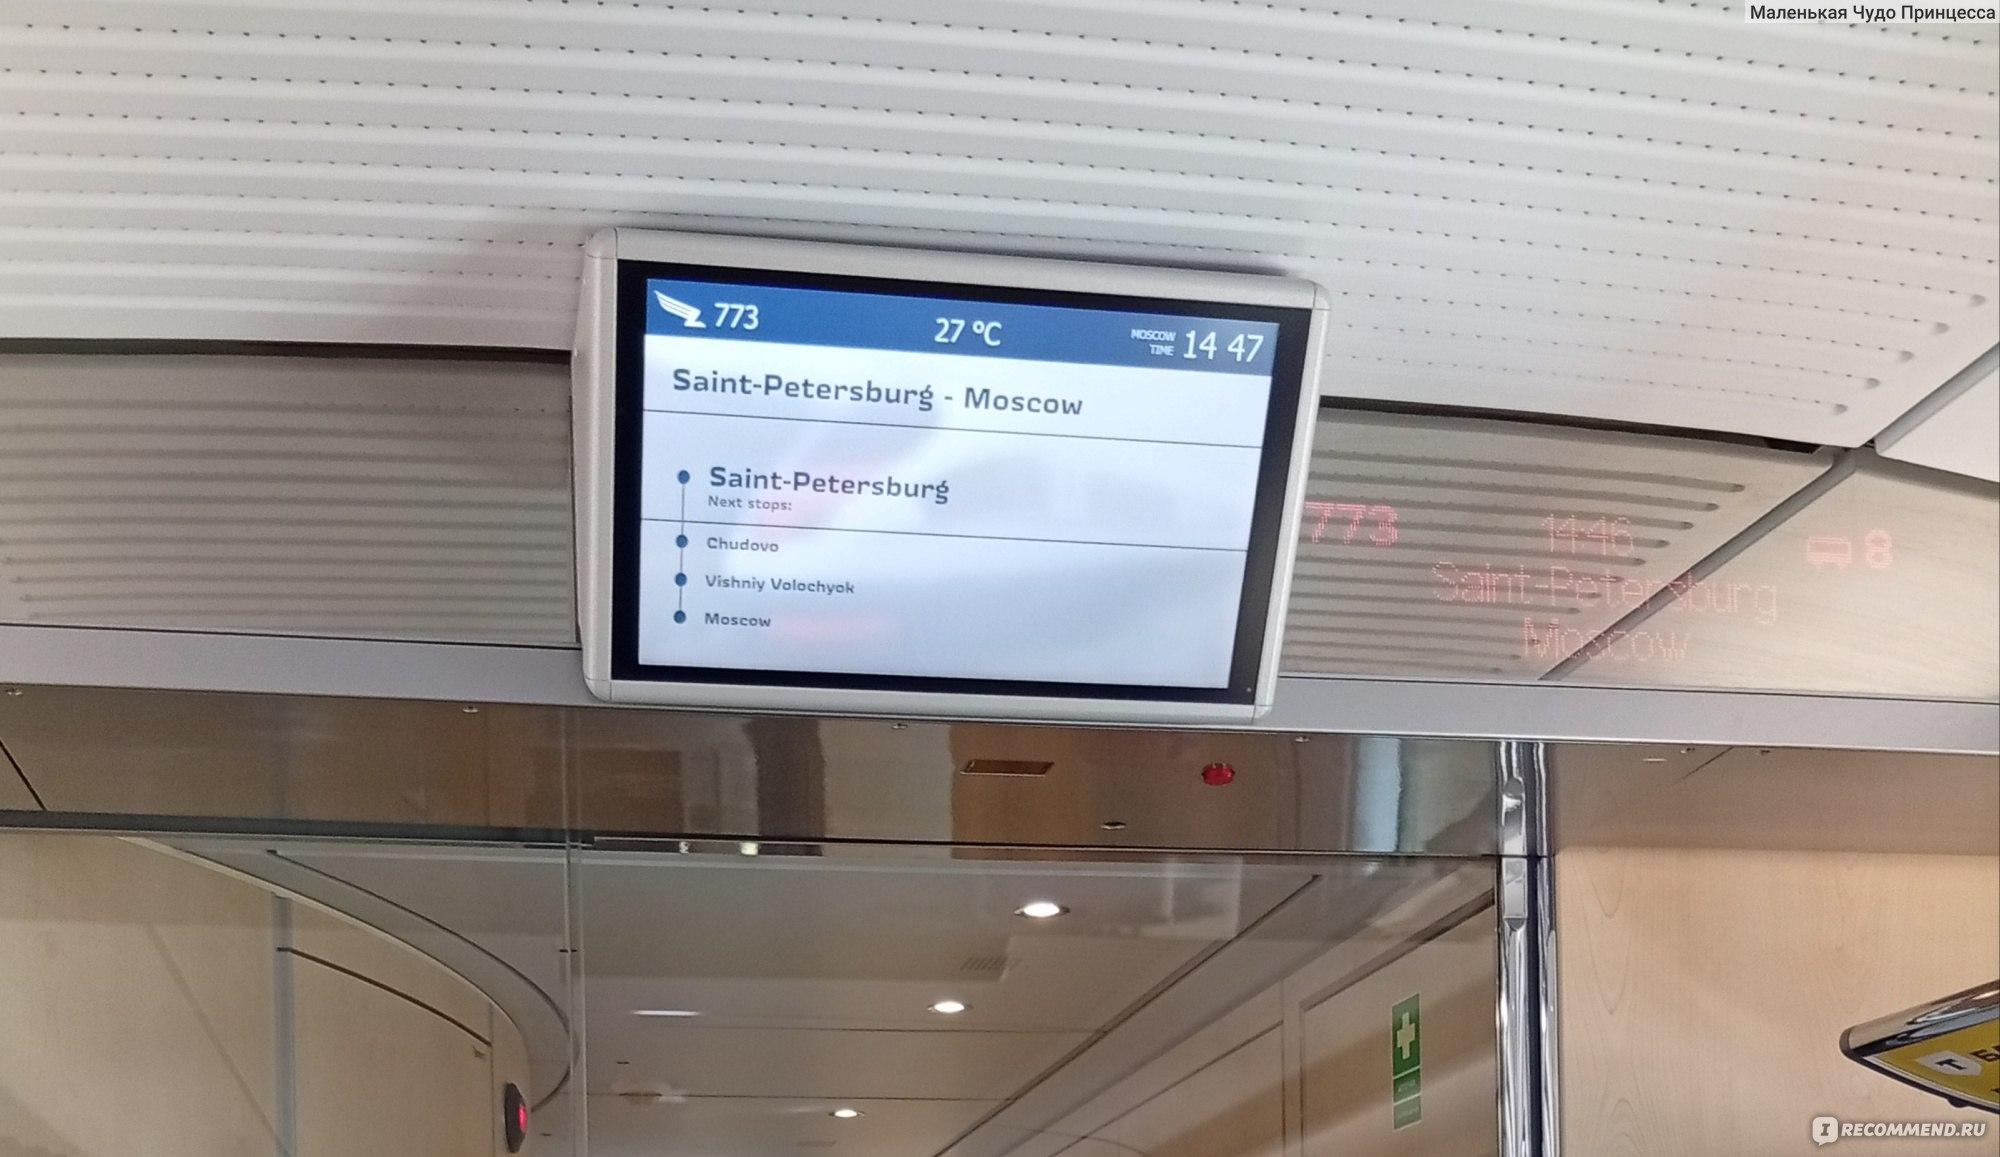 Маленькая Чудо Принцесса
773
27 °C
MOSCOW TIME 14 47
Saint-Petersburg - Moscow
Saint-Petersburg
Next stops:
Chudovo
Vishniy Volochyok
Moscow
773
14:46
8
Saint-Petersburg
Moscow
IRECOMMEND.RU